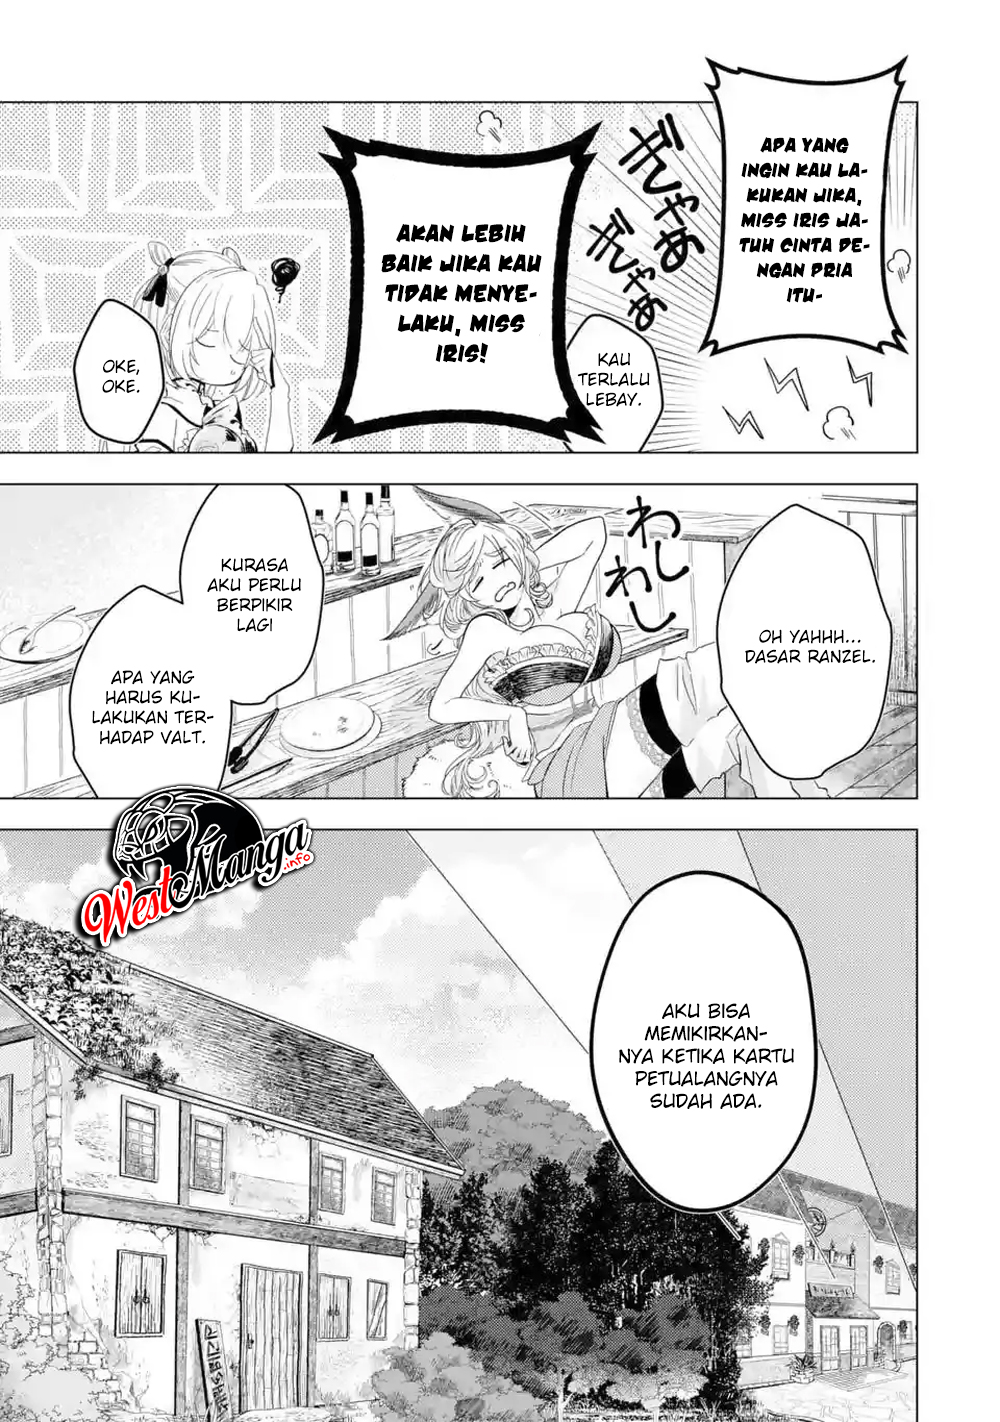 APA YANG
INGIN KAU LA-
KUKAN JIKA,
MISS IRIS JA-
TUH CINTA DE-
NGAN PRIA
ITU-
ぎゃあ
ぎゃあ
KAU
TERLALU
LEBAY.
AKAN LEBIH
BAIK JIKA KAU
TIDAK MENYE-
LAKU, MISS
IRIS!
OKE,
OKE.
OH YAHHH...
DASAR RANZEL.
わし
わし
KURASA
AKU PERLU
BERPIKIR
LAGI
APA YANG
HARUS KU-
LAKUKAN TER-
HADAP VALT.
WestManga
.info
AKU BISA
MEMIKIRKAN-
NYA KETIKA KARTU
PETUALANGNYA
SUDAH ADA.